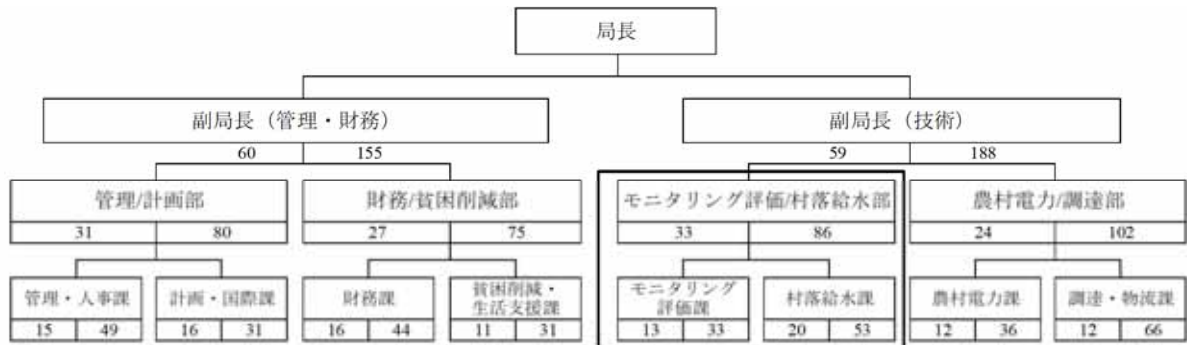 局長
副局長（管理・財務）
副局長（技術）
60 155
59 188
管理/計画部
財務/貧困削減部
モニタリング評価/村落給水部
農村電力/調達部
31 80
27 75
33 86
24 102
管理・人事課
計画・国際課
財務課
貧困削減・
生活支援課
モニタリング
評価課
村落給水課
農村電力課
調達・物流課
15 49
16 31
16 44
11 31
13 33
20 53
12 36
12 66